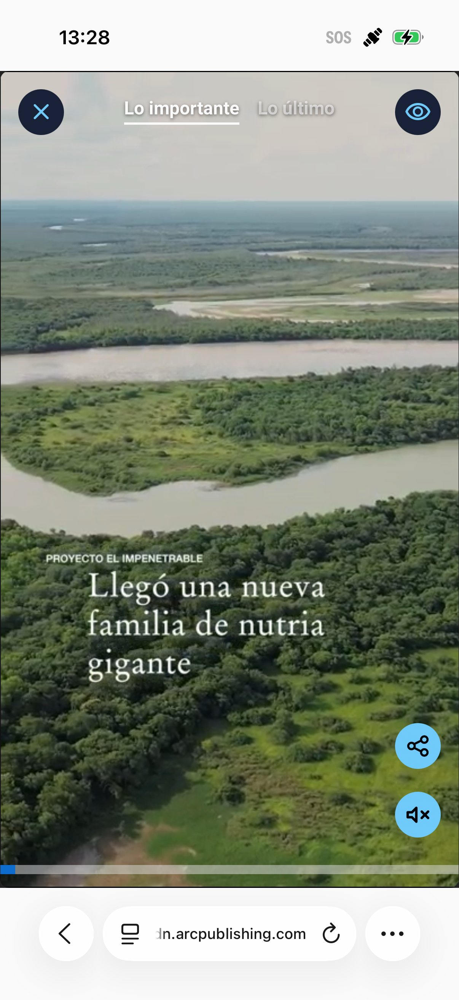 13:28
SOS
Lo importante Lo último
PROYECTO EL IMPENETRABLE
Llegó una nueva
familia de nutria
gigante
dn.arcpublishing.com